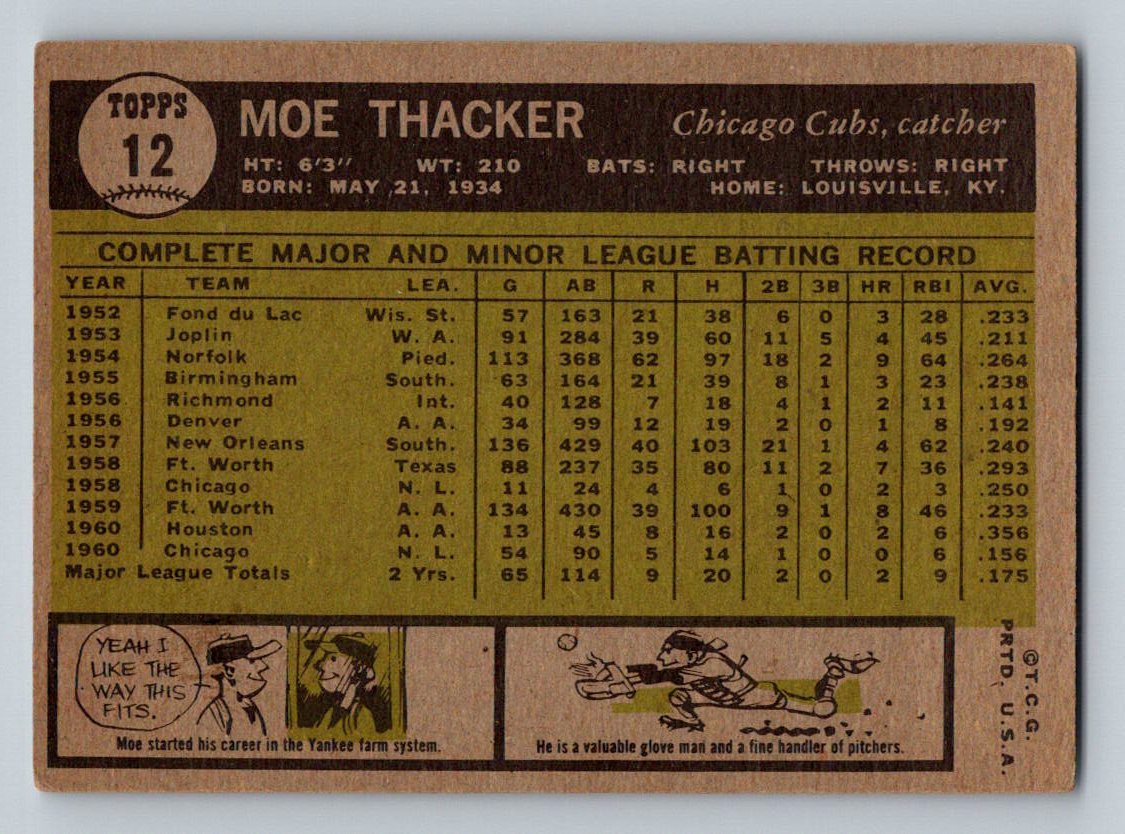 TOPPS
12
MOE THACKER
Chicago Cubs, catcher
HT: 6'3" WT: 210 BATS: RIGHT THROWS: RIGHT
BORN: MAY 21, 1934 HOME: LOUISVILLE, KY.
COMPLETE MAJOR AND MINOR LEAGUE BATTING RECORD
YEAR TEAM LEA. G AB R H 2B 3B HR RBI AVG.
1952 Fond du Lac Wis. St. 57 163 21 38 6 0 3 28 .233
1953 Joplin W. A. 91 284 39 60 11 5 4 45 .211
1954 Norfolk Pied. 113 368 62 97 18 2 9 64 .264
1955 Birmingham South. 63 164 21 39 8 1 3 23 .238
1956 Richmond Int. 40 128 7 18 4 1 2 11 .141
1956 Denver A. A. 34 99 12 19 2 0 1 8 .192
1957 New Orleans South. 136 429 40 103 21 1 4 62 .240
1958 Ft. Worth Texas 88 237 35 80 11 2 7 36 .293
1958 Chicago N. L. 11 24 4 6 1 0 2 3 .250
1959 Ft. Worth A. A. 134 430 39 100 9 1 8 46 .233
1960 Houston A. A. 13 45 8 16 2 0 2 6 .356
1960 Chicago N. L. 54 90 5 14 1 0 0 6 .156
Major League Totals 2 Yrs. 65 114 9 20 2 0 2 9 .175
YEAH I
LIKE THE
WAY THIS
FITS.
Moe started his career in the Yankee farm system.
He is a valuable glove man and a fine handler of pitchers.
©T.C.G.
PRTD. U.S.A.